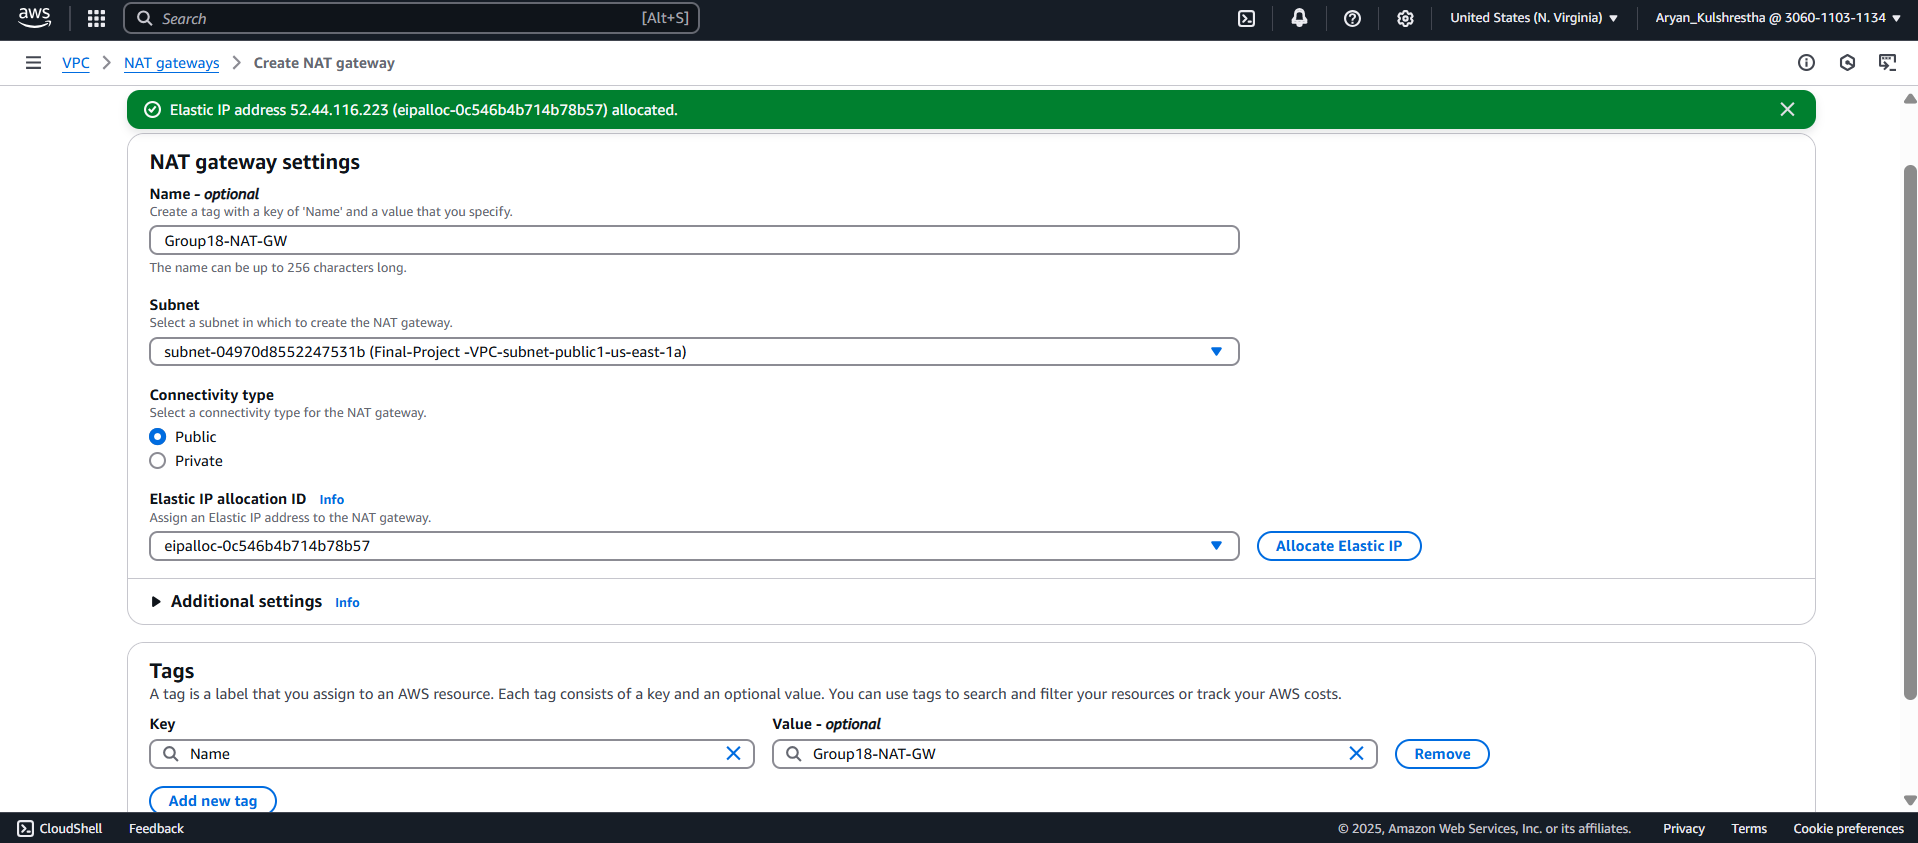 aws
Search [Alt+S]
United States (N. Virginia)
Aryan_Kulshrestha @ 3060-1103-1134
VPC
NAT gateways
Create NAT gateway
Elastic IP address 52.44.116.223 (eipalloc-0c546b4b714b78b57) allocated.
NAT gateway settings
Name - optional
Create a tag with a key of 'Name' and a value that you specify.
Group18-NAT-GW
The name can be up to 256 characters long.
Subnet
Select a subnet in which to create the NAT gateway.
subnet-04970d8552247531b (Final-Project -VPC-subnet-public1-us-east-1a)
Connectivity type
Select a connectivity type for the NAT gateway.
Public
Private
Elastic IP allocation ID Info
Assign an Elastic IP address to the NAT gateway.
eipalloc-0c546b4b714b78b57
Allocate Elastic IP
Additional settings Info
Tags
A tag is a label that you assign to an AWS resource. Each tag consists of a key and an optional value. You can use tags to search and filter your resources or track your AWS costs.
Key
Value - optional
Name
Group18-NAT-GW
Remove
Add new tag
CloudShell
Feedback
© 2025, Amazon Web Services, Inc. or its affiliates.
Privacy
Terms
Cookie preferences